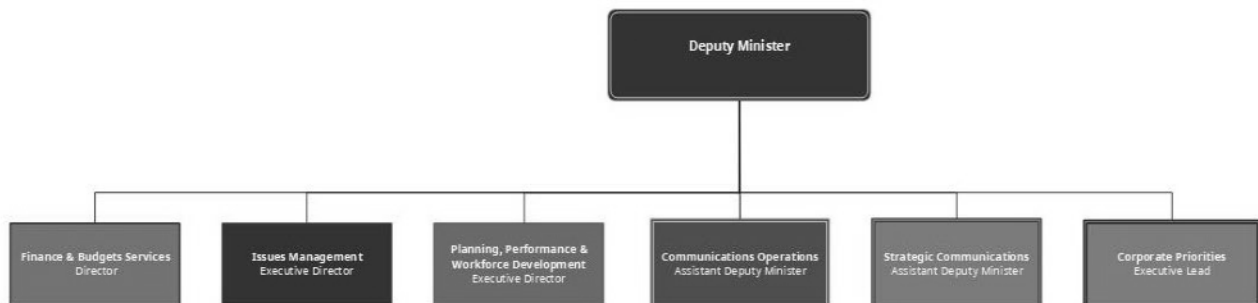 Deputy Minister
Finance & Budgets Services
Director
Issues Management
Executive Director
Planning, Performance &
Workforce Development
Executive Director
Communications Operations
Assistant Deputy Minister
Strategic Communications
Assistant Deputy Minister
Corporate Priorities
Executive Lead